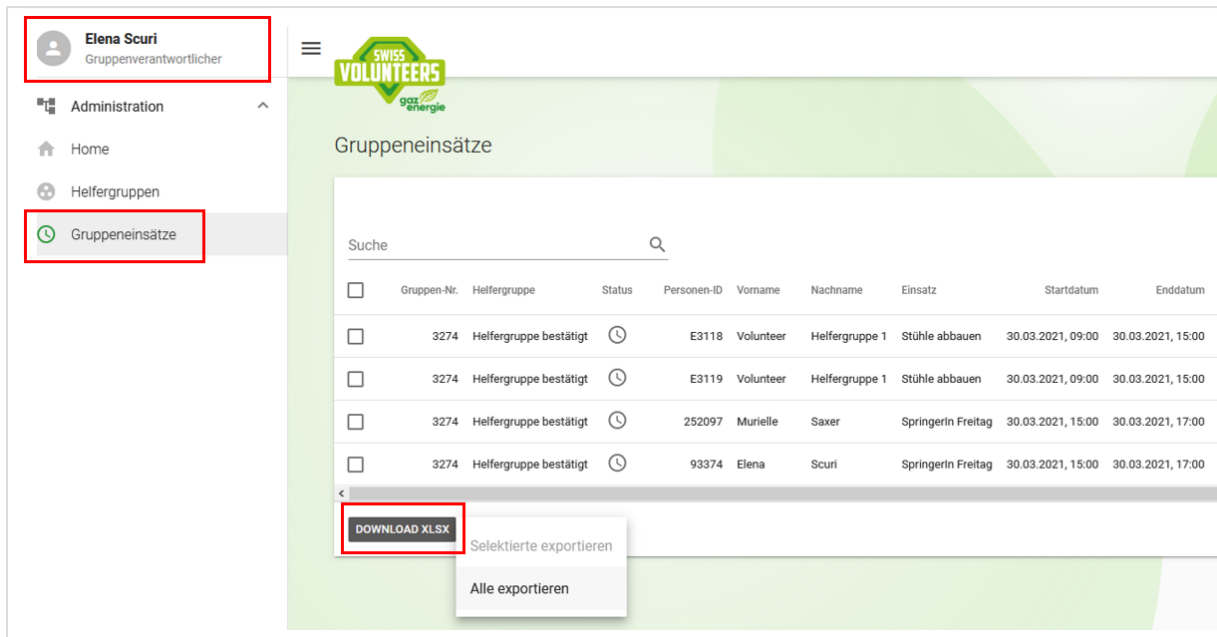 Elena Scuri
Gruppenverantwortlicher
Administration
Home
Helfergruppen
Gruppeneinsätze
SWISS
VOLUNTEERS
gaz
energie
Gruppeneinsätze
Suche
Gruppen-Nr. Helfergruppe Status Personen-ID Vorname Nachname Einsatz Startdatum Enddatum
3274 Helfergruppe bestätigt E3118 Volunteer Helfergruppe 1 Stühle abbauen 30.03.2021, 09:00 30.03.2021, 15:00
3274 Helfergruppe bestätigt E3119 Volunteer Helfergruppe 1 Stühle abbauen 30.03.2021, 09:00 30.03.2021, 15:00
3274 Helfergruppe bestätigt 252097 Murielle Saxer SpringerIn Freitag 30.03.2021, 15:00 30.03.2021, 17:00
3274 Helfergruppe bestätigt 93374 Elena Scuri SpringerIn Freitag 30.03.2021, 15:00 30.03.2021, 17:00
DOWNLOAD XLSX
Selektierte exportieren
Alle exportieren